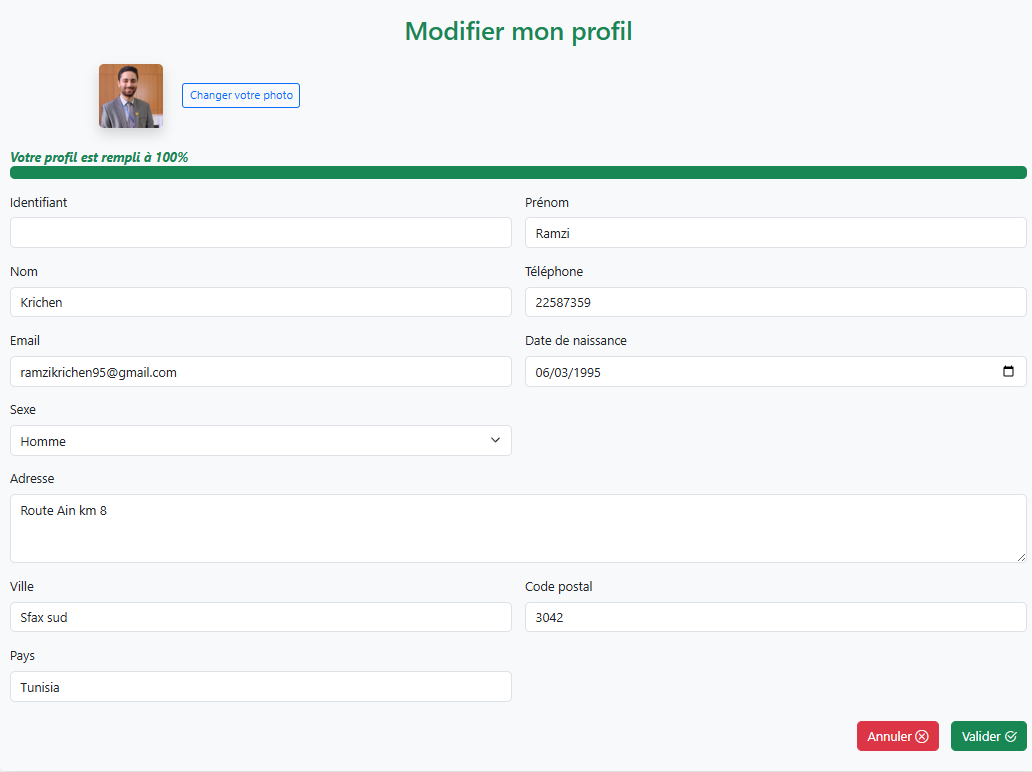 Modifier mon profil
Changer votre photo
Votre profil est rempli à 100%
Identifiant
Prénom
Ramzi
Nom
Krichen
Téléphone
22587359
Email
ramzikrichen95@gmail.com
Date de naissance
06/03/1995
Sexe
Homme
Adresse
Route Ain km 8
Ville
Sfax sud
Code postal
3042
Pays
Tunisia
Annuler
Valider